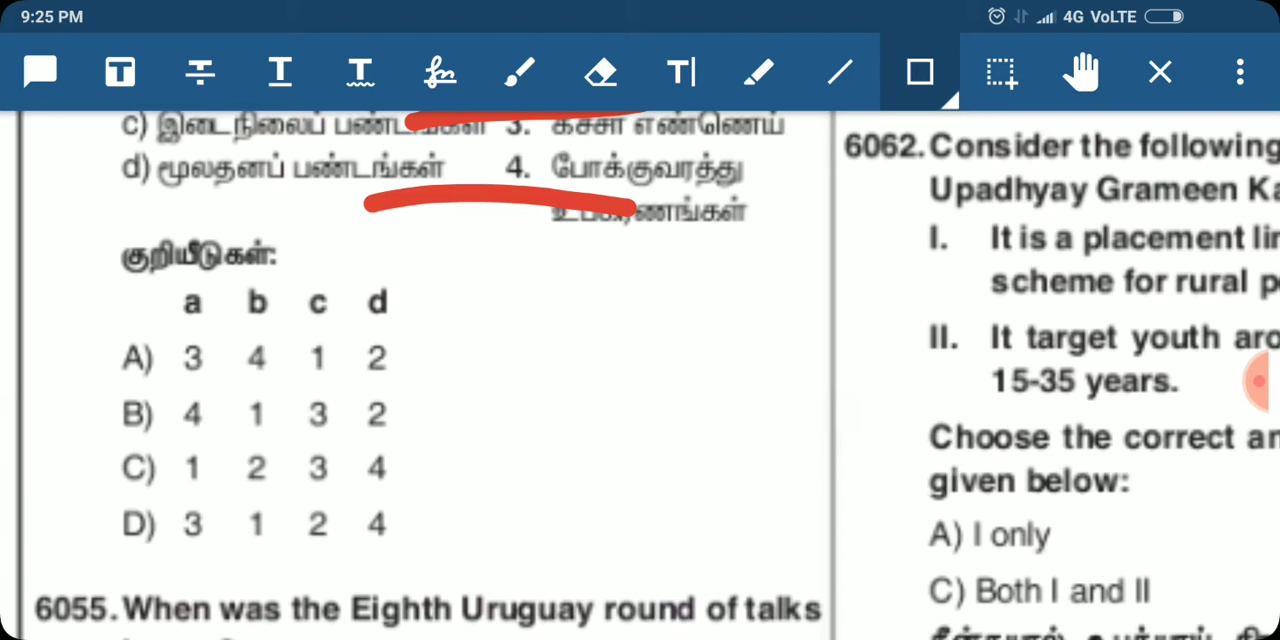 9:25 PM
4G VoLTE
c) இடைநிலைப் பண்டங்கள் 3. கச்சா எண்ணெய்
d) மூலதனப் பண்டங்கள் 4. போக்குவரத்து
உபகரணங்கள்
குறியீடுகள்:
a b c d
A) 3 4 1 2
B) 4 1 3 2
C) 1 2 3 4
D) 3 1 2 4
6055. When was the Eighth Uruguay round of talks
6062. Consider the following
Upadhyay Grameen Ka
I. It is a placement lin
scheme for rural p
II. It target youth aro
15-35 years.
Choose the correct an
given below:
A) I only
C) Both I and II